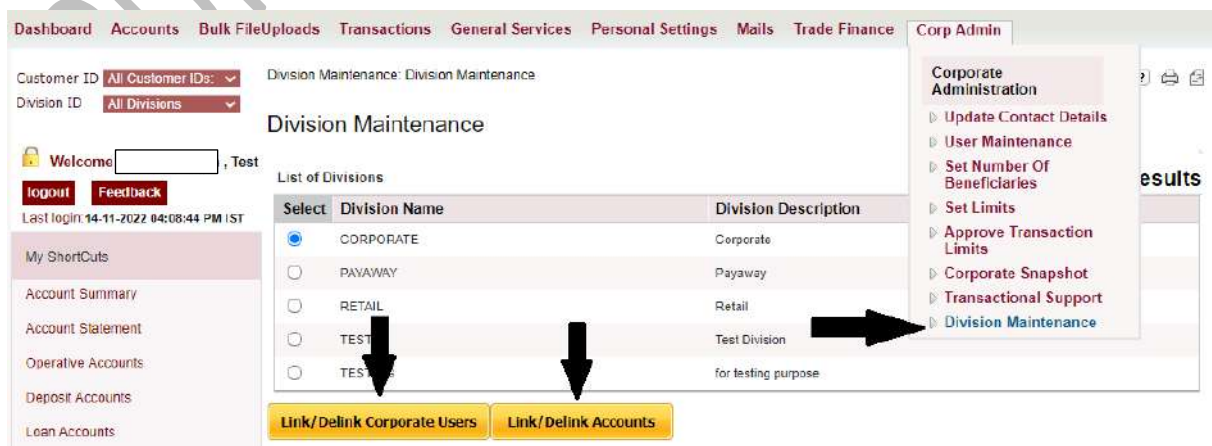 Dashboard Accounts Bulk FileUploads Transactions General Services Personal Settings Mails Trade Finance Corp Admin
Customer ID All Customer IDs:
Division ID All Divisions
Welcome , Test
logout Feedback
Last login:14-11-2022 04:08:44 PM IST
My ShortCuts
Account Summary
Account Statement
Operative Accounts
Deposit Accounts
Loan Accounts
Division Maintenance: Division Maintenance
Division Maintenance
List of Divisions
Select Division Name Division Description
CORPORATE Corporate
PAYAWAY Payaway
RETAIL Retail
TEST Test Division
for testing purpose
Link/Delink Corporate Users Link/Delink Accounts
Corporate
Administration
Update Contact Details
User Maintenance
Set Number Of
Beneficiaries
Set Limits
Approve Transaction
Limits
Corporate Snapshot
Transactional Support
Division Maintenance